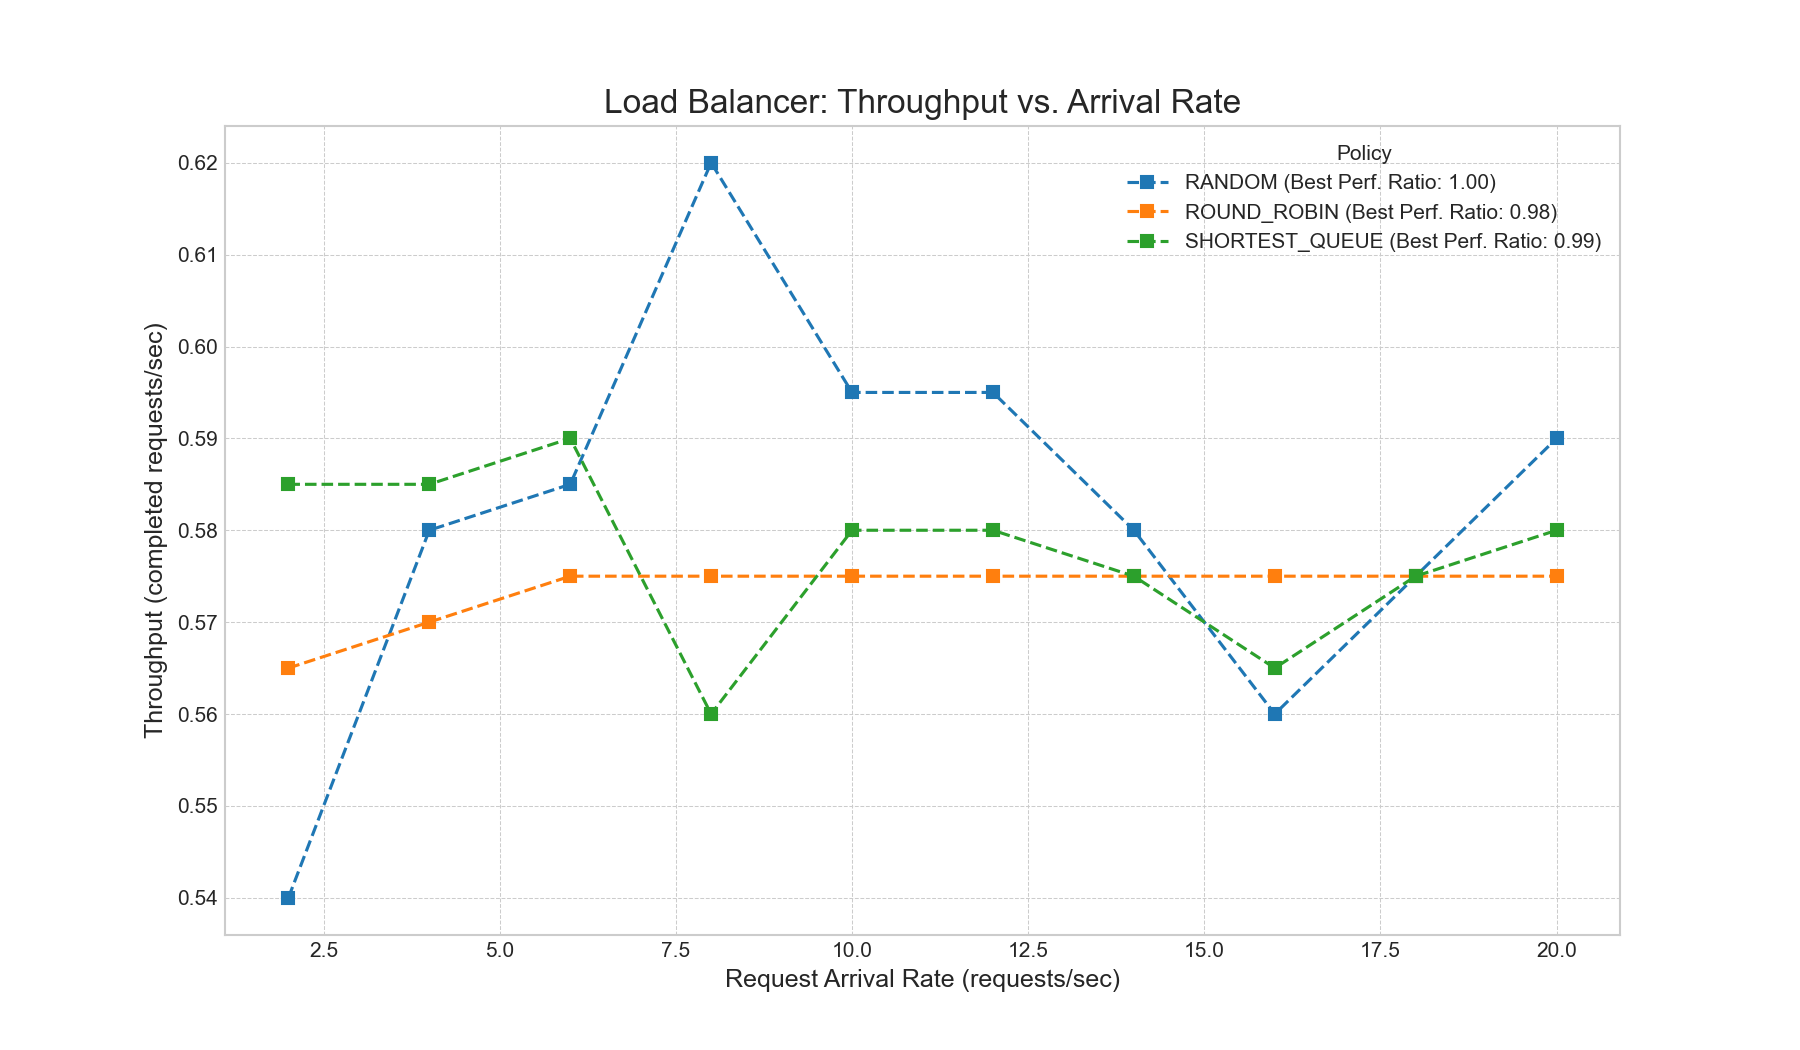 Load Balancer: Throughput vs. Arrival Rate
Policy
RANDOM (Best Perf. Ratio: 1.00)
ROUND_ROBIN (Best Perf. Ratio: 0.98)
SHORTEST_QUEUE (Best Perf. Ratio: 0.99)
Throughput (completed requests/sec)
0.62
0.61
0.60
0.59
0.58
0.57
0.56
0.55
0.54
2.5 5.0 7.5 10.0 12.5 15.0 17.5 20.0
Request Arrival Rate (requests/sec)